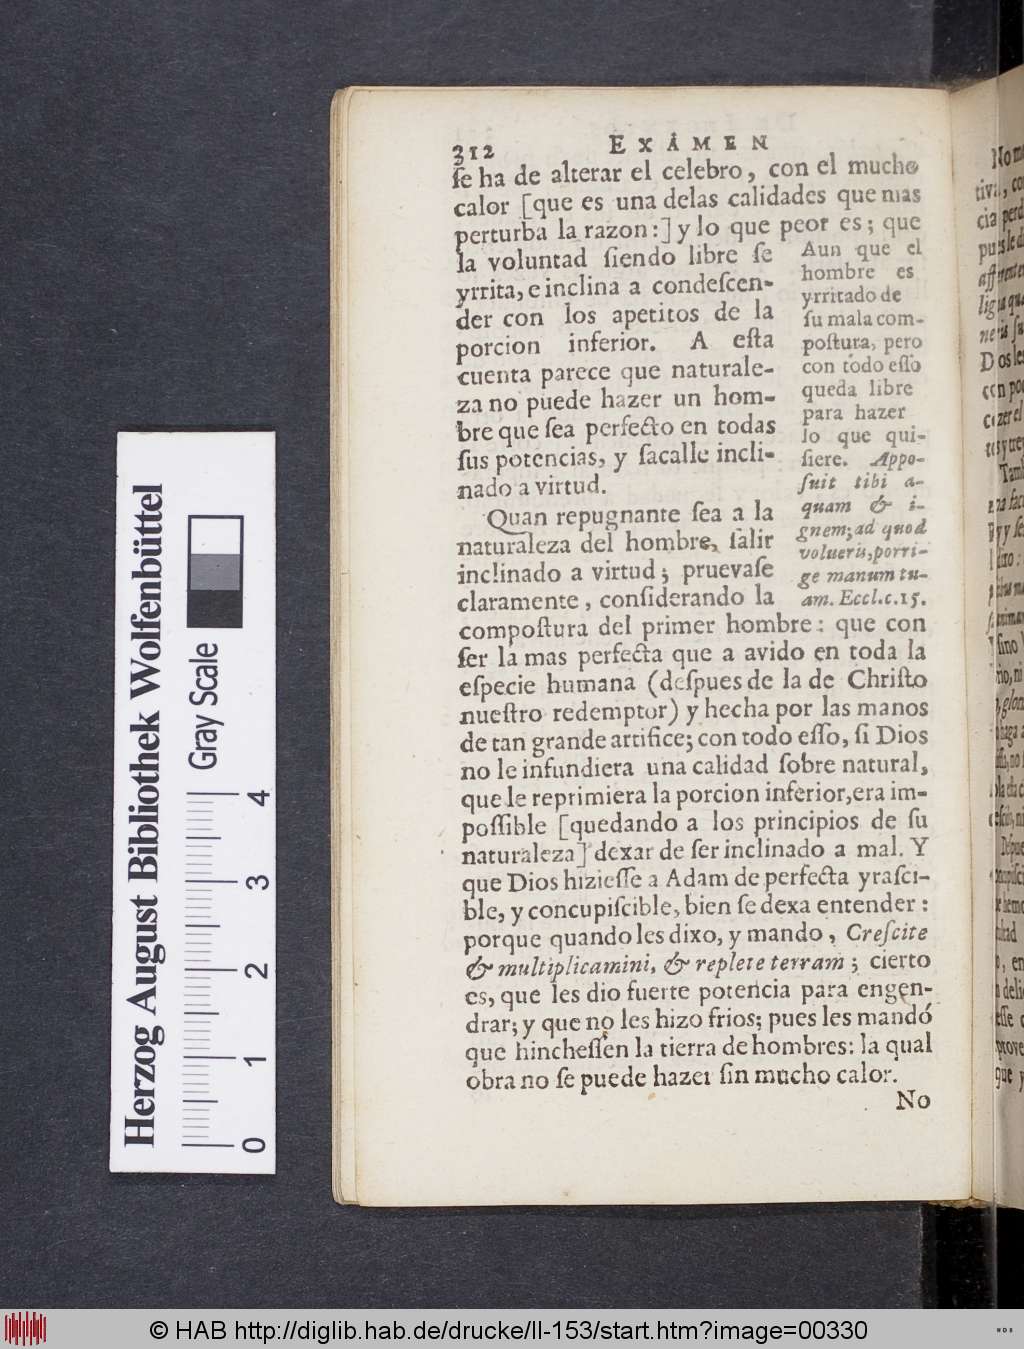 312 EXÁMEN
ſe ha de alterar el celebro, con el mucho
calor [que es una delas calidades que mas
perturba la razon:] y lo que peor es; que
la voluntad ſiendo libre ſe
yrrita, e inclina a condeſcen-
der con los apetitos de la
porcion inferior. A eſta
cuenta parece que naturale-
za no puede hazer un hom-
bre que ſea perfecto en todas
ſus potencias, y ſacalle incli-
nado a virtud.
Quan repugnante ſea a la
naturaleza del hombre, ſalir
inclinado a virtud; pruevaſe
claramente, conſiderando la
Aun que el
hombre es
yrritado de
ſu mala com-
poſtura, pero
con todo eſſo
queda libre
para hazer
lo que qui-
ſiere. Appo-
ſuit tibi a-
quam & i-
gnem; ad quod
volueris, porri-
ge manum tu-
am. Eccl.c.15.
compoſtura del primer hombre: que con
ſer la mas perfecta que a avido en toda la
eſpecie humana (deſpues de la de Chriſto
nueſtro redemptor) y hecha por las manos
de tan grande artifice; con todo eſſo, ſi Dios
no le infundiera una calidad ſobre natural,
que le reprimiera la porcion inferior, era im-
poſſible [quedando a los principios de ſu
naturaleza] dexar de ſer inclinado a mal. Y
que Dios hizieſſe a Adam de perfecta yraſci-
ble, y concupiſcible, bien ſe dexa entender:
porque quando les dixo, y mando, Creſcite
& multiplicamini, & replete terram; cierto
es, que les dio fuerte potencia para engen-
drar; y que no les hizo frios; pues les mandó
que hincheſſen la tierra de hombres: la qual
obra no ſe puede hazer ſin mucho calor.
No
Herzog August Bibliothek Wolfenbüttel
Gray Scale
0 1 2 3 4
© HAB http://diglib.hab.de/drucke/ll-153/start.htm?image=00330